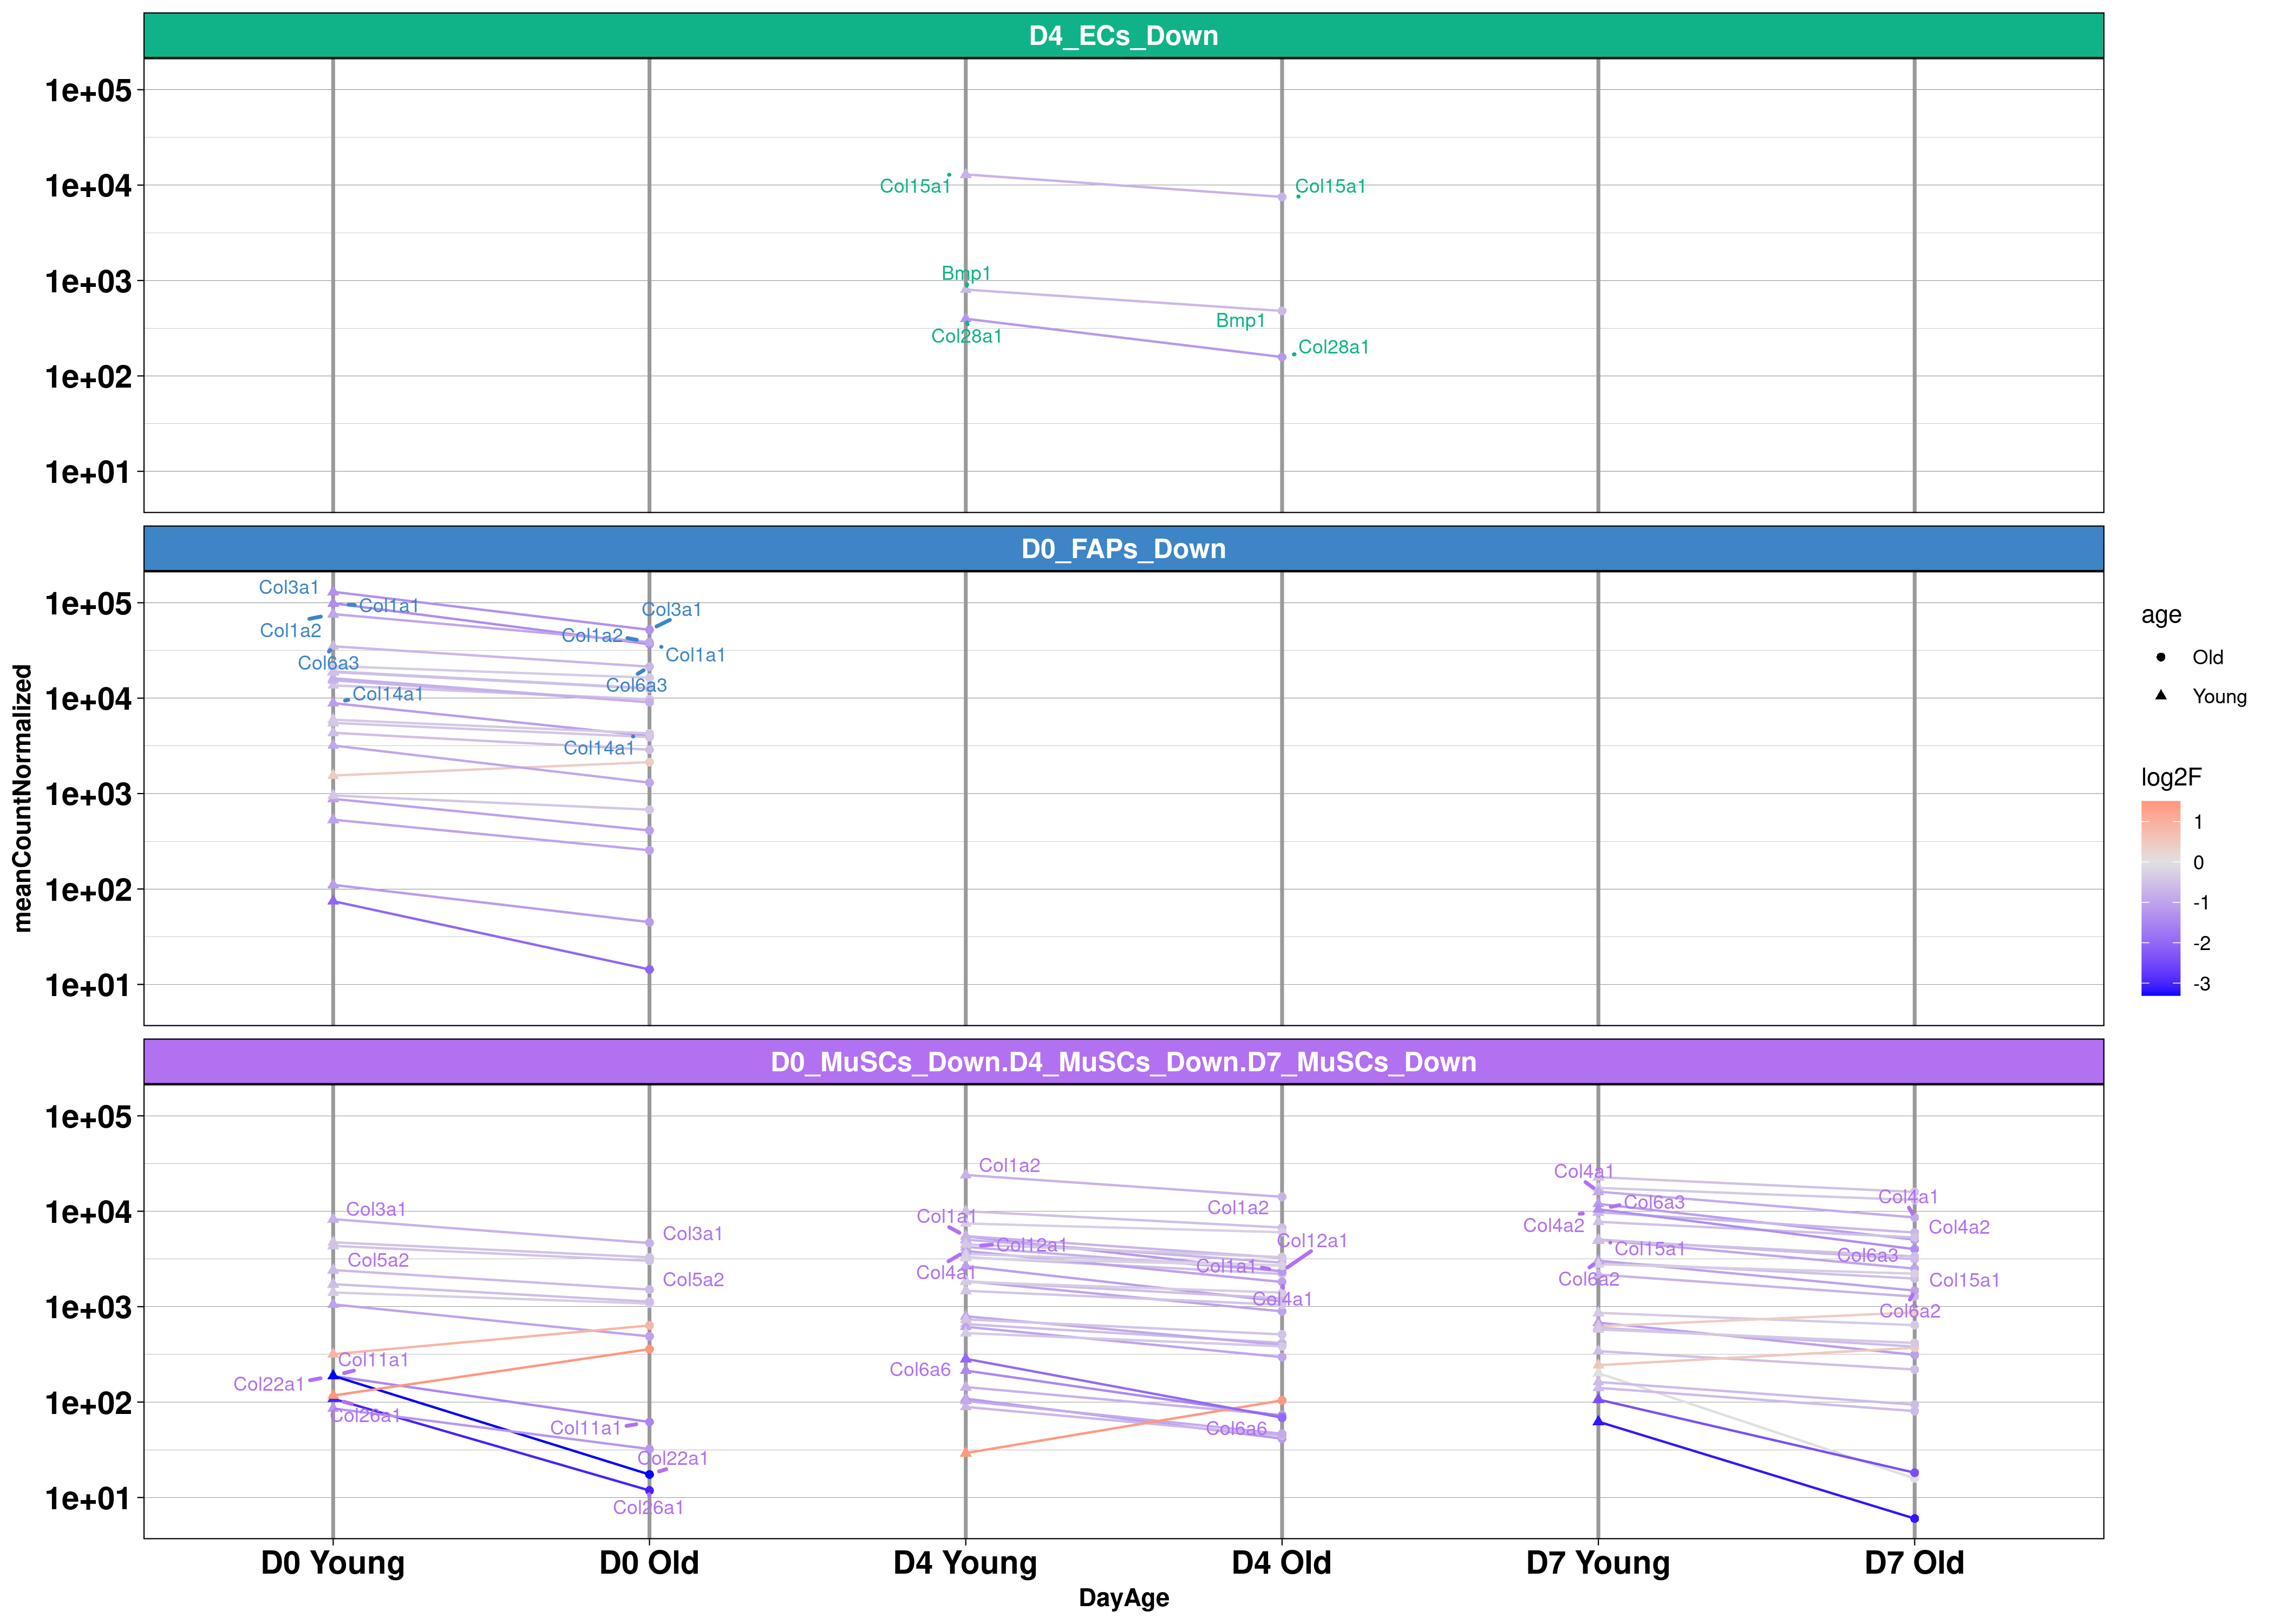 D4_ECs_Down
1e+05
1e+04
1e+03
1e+02
1e+01
Col15a1
Col15a1
Bmp1
Bmp1
Col28a1
Col28a1
D0_FAPs_Down
1e+05
1e+04
1e+03
1e+02
1e+01
Col3a1
Col1a1
Col3a1
Col1a2
Col1a2
Col1a1
Col6a3
Col6a3
Col14a1
Col14a1
meanCountNormalized
D0_MuSCs_Down.D4_MuSCs_Down.D7_MuSCs_Down
1e+05
1e+04
1e+03
1e+02
1e+01
Col3a1
Col3a1
Col5a2
Col5a2
Col11a1
Col22a1
Col26a1
Col11a1
Col22a1
Col26a1
Col1a2
Col1a2
Col1a1
Col12a1
Col12a1
Col4a1
Col1a1
Col4a1
Col6a6
Col6a6
Col4a1
Col6a3
Col4a1
Col4a2
Col4a2
Col15a1
Col6a3
Col6a2
Col15a1
Col6a2
D0 Young
D0 Old
D4 Young
D4 Old
D7 Young
D7 Old
DayAge
age
Old
Young
log2F
1
0
-1
-2
-3